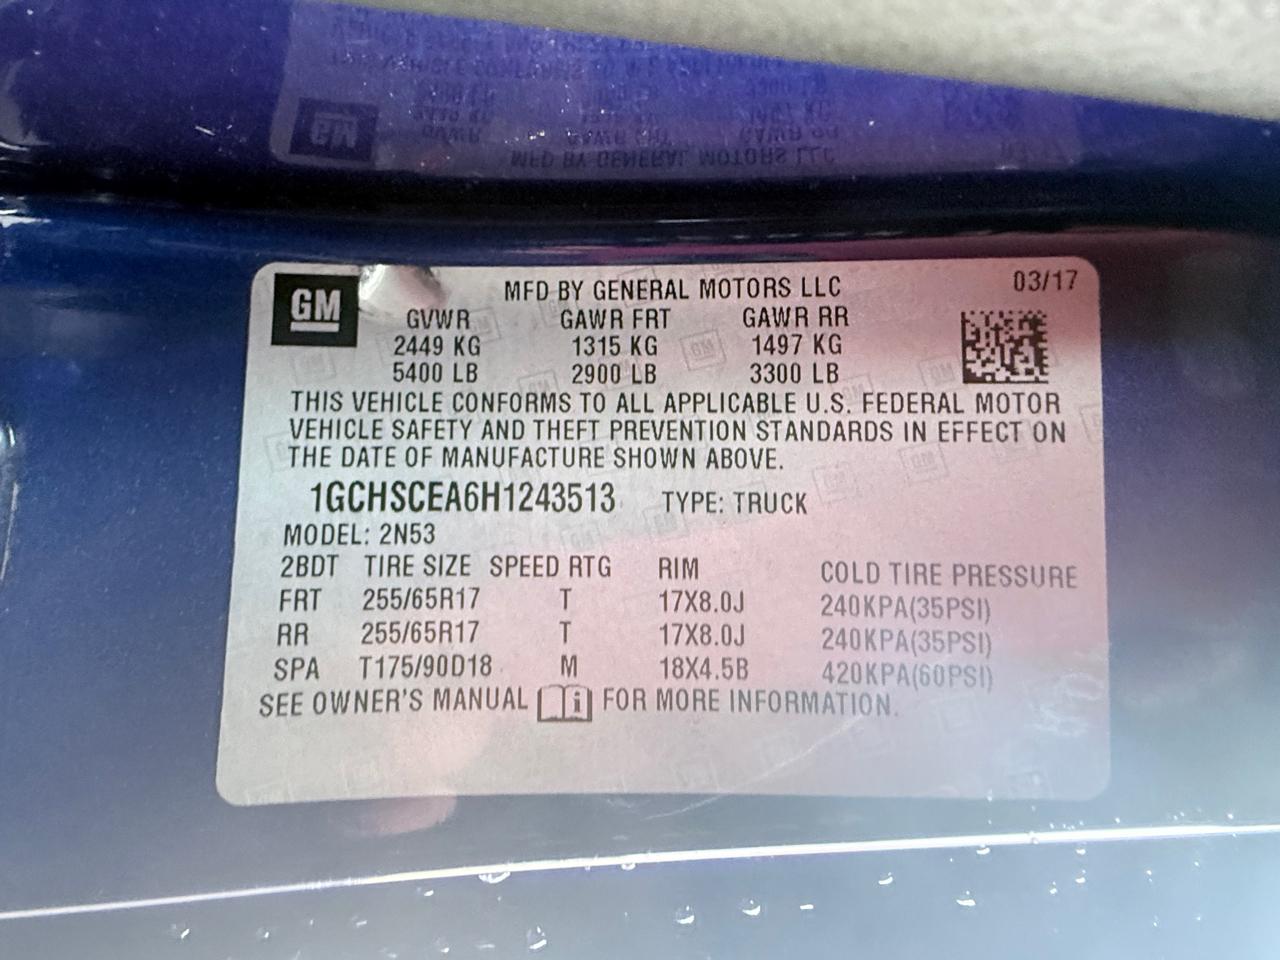 GM
MFD BY GENERAL MOTORS LLC 03/17
GVWR GAWR FRT GAWR RR
2449 KG 1315 KG 1497 KG
5400 LB 2900 LB 3300 LB
THIS VEHICLE CONFORMS TO ALL APPLICABLE U.S. FEDERAL MOTOR
VEHICLE SAFETY AND THEFT PREVENTION STANDARDS IN EFFECT ON
THE DATE OF MANUFACTURE SHOWN ABOVE.
1GCHSCEA6H1243513 TYPE: TRUCK
MODEL: 2N53
2BDT TIRE SIZE SPEED RTG RIM COLD TIRE PRESSURE
FRT 255/65R17 T 17X8.0J 240KPA(35PSI)
RR 255/65R17 T 17X8.0J 240KPA(35PSI)
SPA T175/90D18 M 18X4.5B 420KPA(60PSI)
SEE OWNER'S MANUAL i FOR MORE INFORMATION.